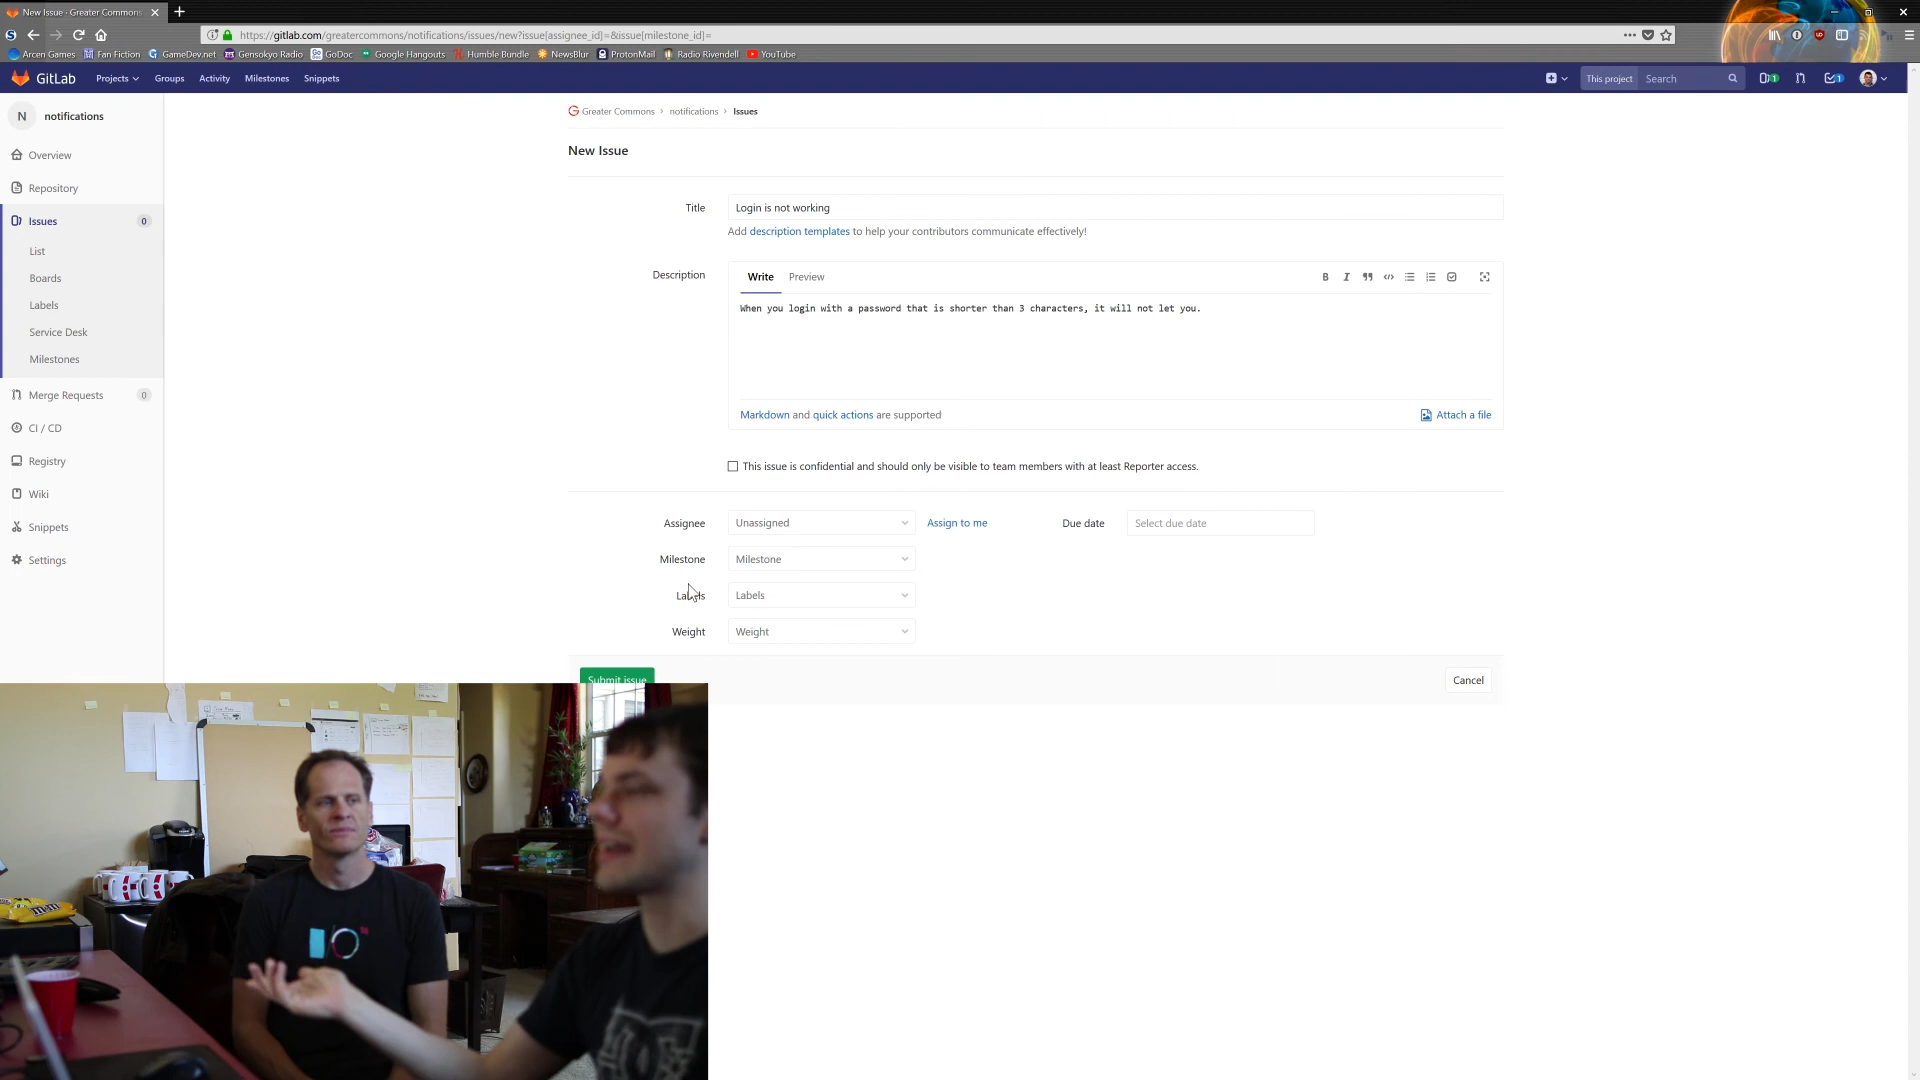 New Issue · Greater Commons
https://gitlab.com/greatercommons/notifications/issues/new?issue[assignee_id]=&issue[milestone_id]=
Arcen Games Fan Fiction GameDev.net Gensokyo Radio GoDoc Google Hangouts Humble Bundle NewsBlur ProtonMail Radio Rivendell YouTube
GitLab Projects Groups Activity Milestones Snippets This project Search 1 1
N notifications
Overview
Repository
Issues 0
List
Boards
Labels
Service Desk
Milestones
Merge Requests 0
CI / CD
Registry
Wiki
Snippets
Settings
Greater Commons › notifications › Issues
New Issue
Title Login is not working
Add description templates to help your contributors communicate effectively!
Description Write Preview
When you login with a password that is shorter than 3 characters, it will not let you.
Markdown and quick actions are supported Attach a file
This issue is confidential and should only be visible to team members with at least Reporter access.
Assignee Unassigned Assign to me Due date Select due date
Milestone Milestone
Labels Labels
Weight Weight
Submit issue Cancel
I/O